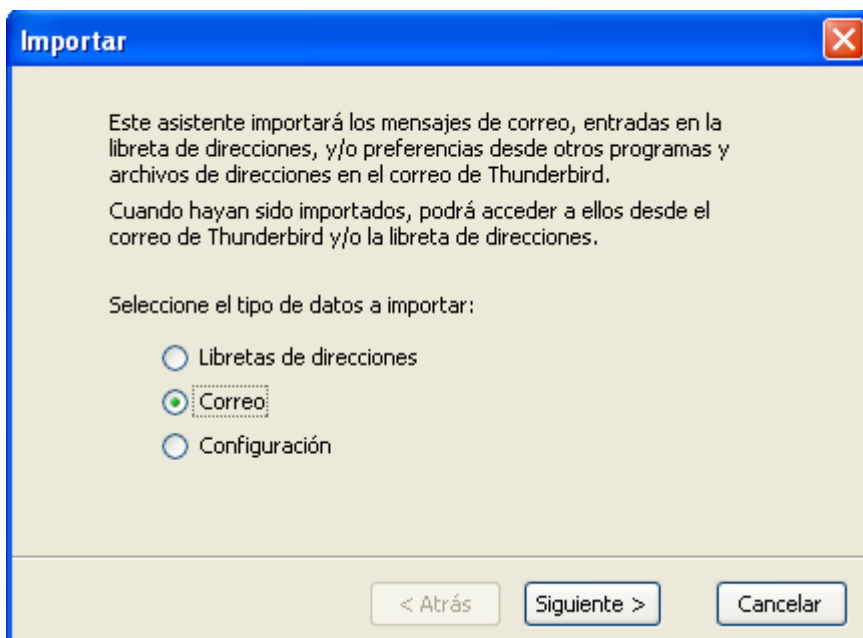 Importar
Este asistente importará los mensajes de correo, entradas en la
libreta de direcciones, y/o preferencias desde otros programas y
archivos de direcciones en el correo de Thunderbird.
Cuando hayan sido importados, podrá acceder a ellos desde el
correo de Thunderbird y/o la libreta de direcciones.
Seleccione el tipo de datos a importar:
Libretas de direcciones
Correo
Configuración
< Atrás Siguiente > Cancelar